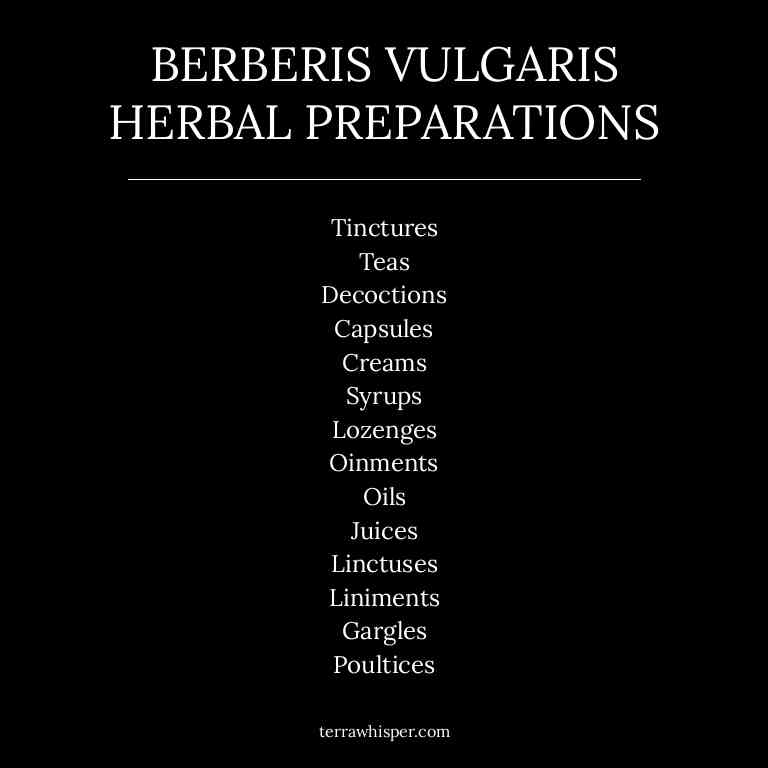 BERBERIS VULGARIS
HERBAL PREPARATIONS
Tinctures
Teas
Decoctions
Capsules
Creams
Syrups
Lozenges
Oinments
Oils
Juices
Linctuses
Liniments
Gargles
Poultices
terrawhisper.com